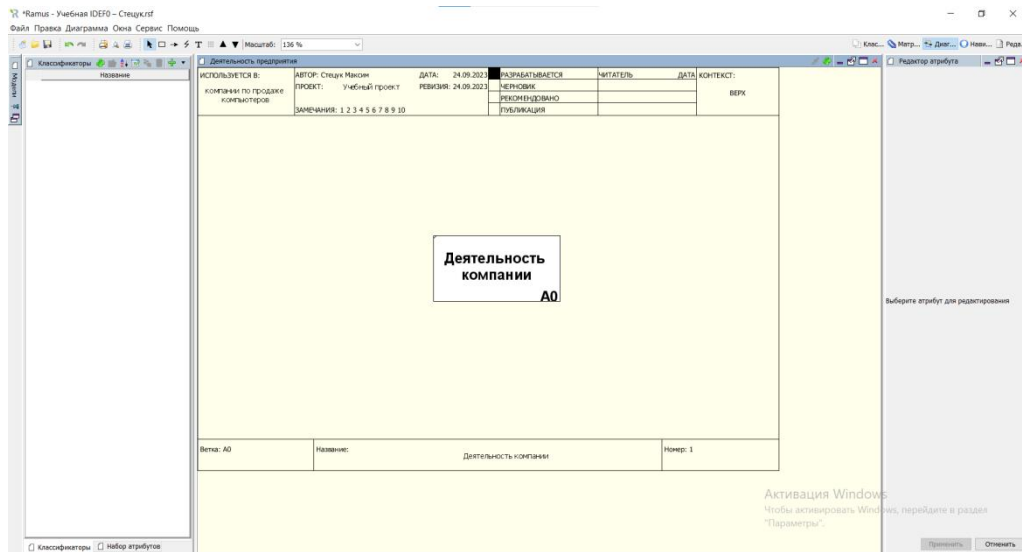 *Ramus - Учебная IDEF0 – Стецук.rsf
Файл Правка Диаграмма Окна Сервис Помощь
Масштаб: 136 %
Клас... Матр... Диаг... Нави... Реда
Модели
Классификаторы
Название
Деятельность предприятия
Редактор атрибута
ИСПОЛЬЗУЕТСЯ В:
компании по продаже
компьютеров
АВТОР: Стецук Максим
ДАТА: 24.09.2023
ПРОЕКТ: Учебный проект
РЕВИЗИЯ: 24.09.2023
ЗАМЕЧАНИЯ: 1 2 3 4 5 6 7 8 9 10
РАЗРАБАТЫВАЕТСЯ
ЧЕРНОВИК
РЕКОМЕНДОВАНО
ПУБЛИКАЦИЯ
ЧИТАТЕЛЬ
ДАТА
КОНТЕКСТ:
ВЕРХ
Деятельность
компании
A0
Выберите атрибут для редактирования
Ветка: A0
Название:
Деятельность компании
Номер: 1
Активация Windows
Чтобы активировать Windows, перейдите в раздел
"Параметры".
Классификаторы Набор атрибутов
Применить Отменить